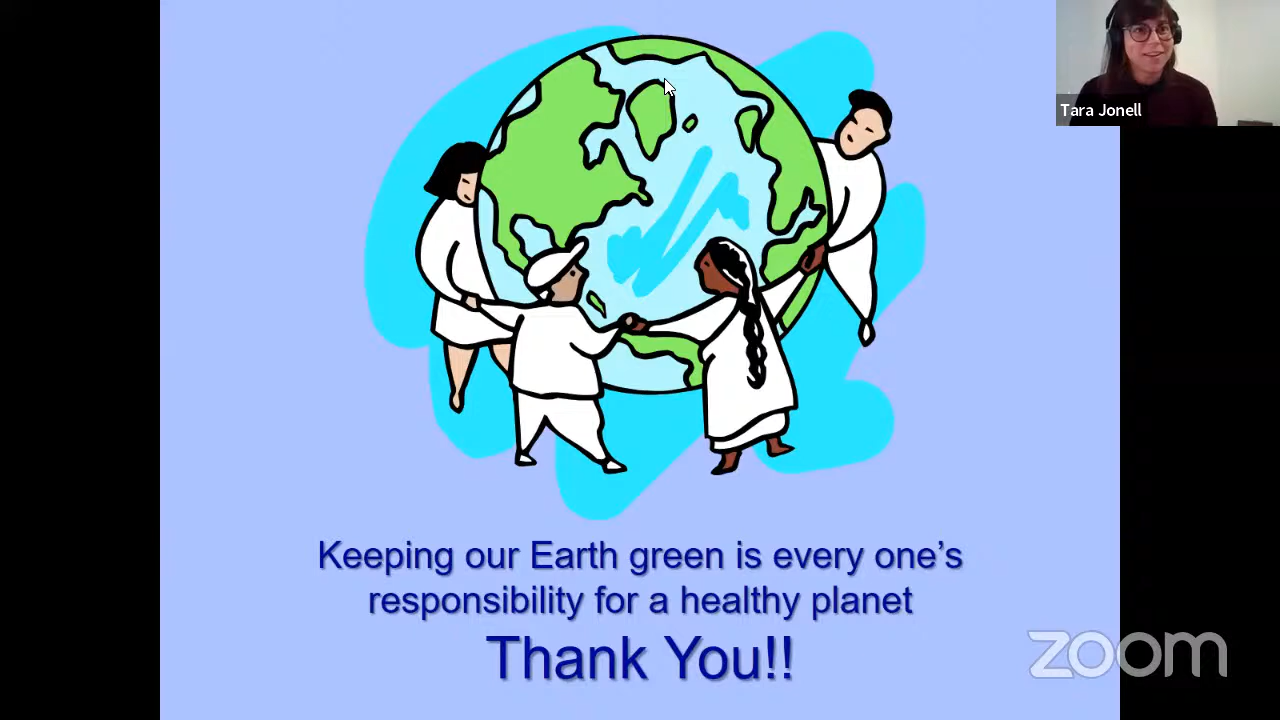 Tara Jonell
Keeping our Earth green is every one's
responsibility for a healthy planet
Thank You!!
zoom